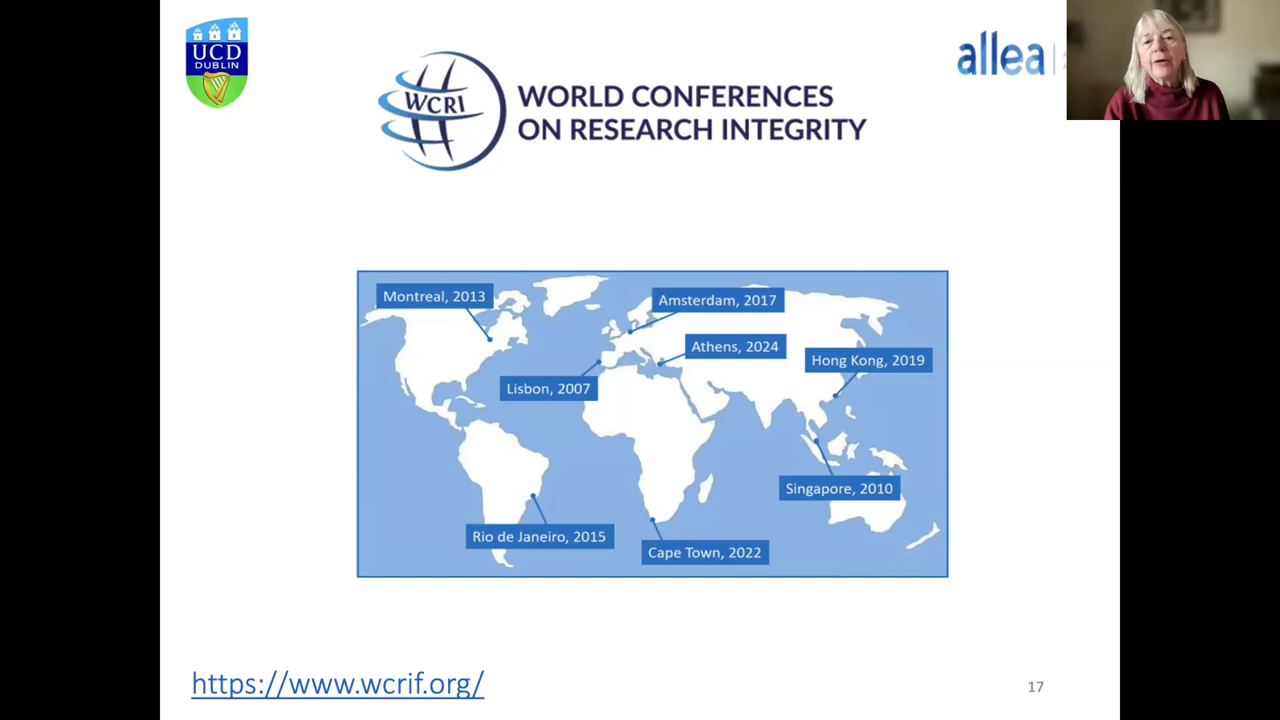 UCD
DUBLIN
WCRI
WORLD CONFERENCES
ON RESEARCH INTEGRITY
allea
Montreal, 2013
Amsterdam, 2017
Athens, 2024
Hong Kong, 2019
Lisbon, 2007
Singapore, 2010
Rio de Janeiro, 2015
Cape Town, 2022
https://www.wcrif.org/
17